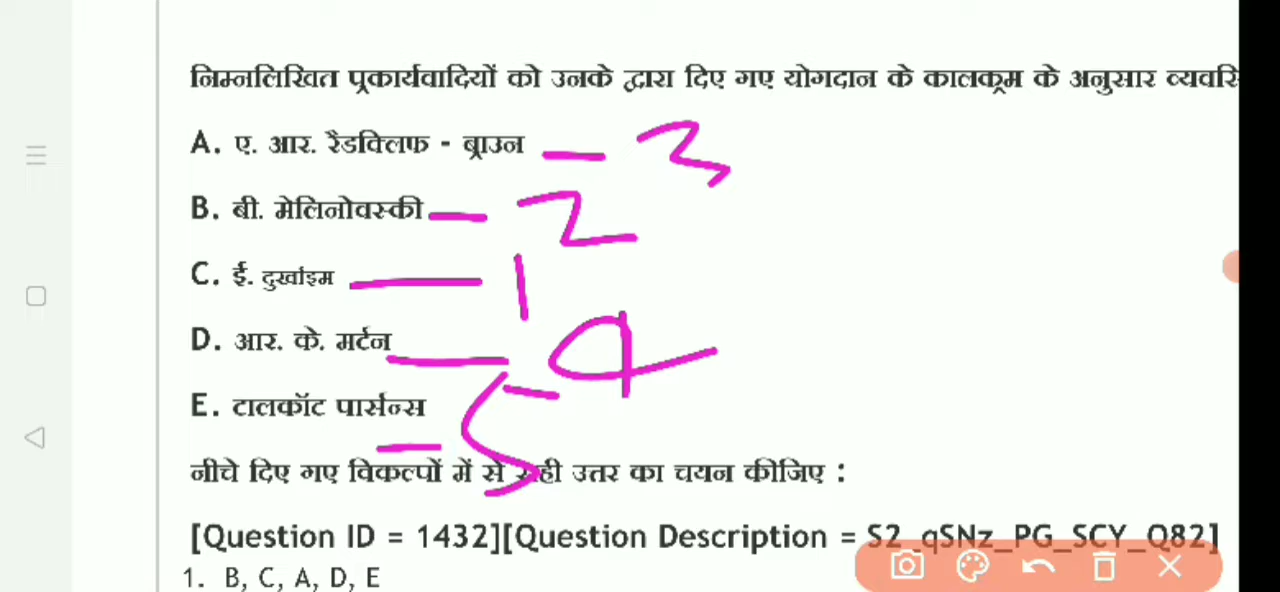 निम्नलिखित प्रकार्यवादियों को उनके द्वारा दिए गए योगदान के कालक्रम के अनुसार
A. ए. आर. रैडक्लिफ - ब्राउन — 3
B. बी. मेलिनोवस्की — 2
C. ई. दुर्खाइम — 1
D. आर. के. मर्टन — 4
E. टालकॉट पार्सन्स — 5
नीचे दिए गए विकल्पों में से सही उत्तर का चयन कीजिए :
[Question ID = 1432][Question Description = S2_qSNz_PG_SCY_Q82]
1. B, C, A, D, E